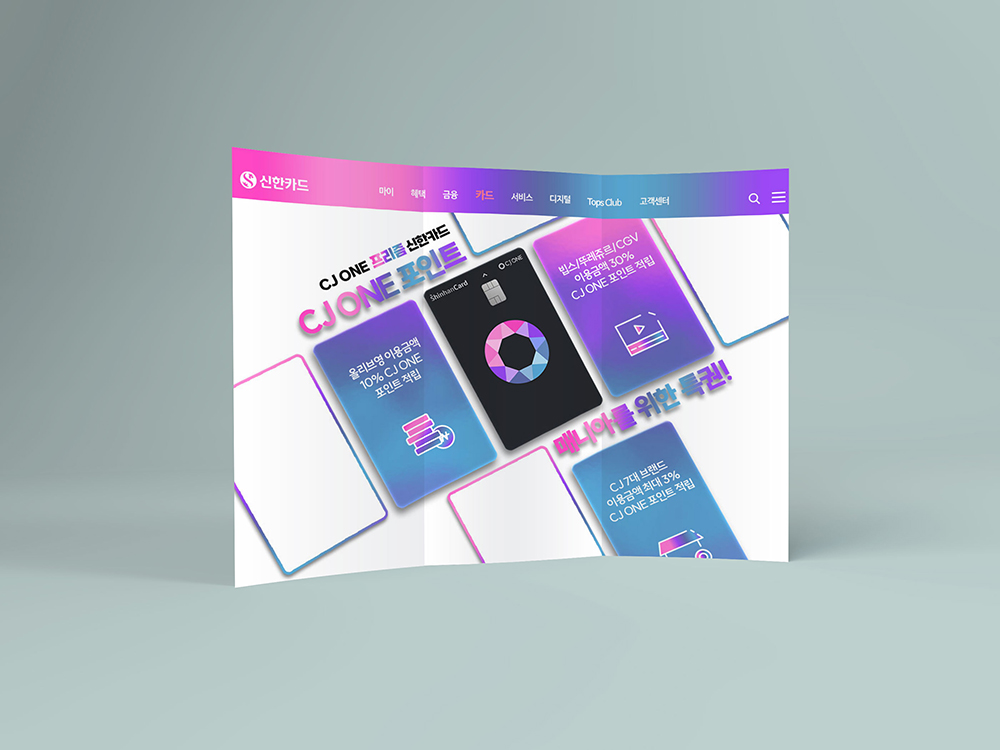 신한카드
마이 혜택 금융 카드 서비스 디지털 Tops Club 고객센터
CJ ONE 프리즘 신한카드
CJ ONE 포인트
올리브영 이용금액
10% CJ ONE
포인트 적립
ShinhanCard
CJ ONE
빕스/뚜레쥬르/CGV
이용금액 30%
CJ ONE 포인트 적립
매니아를 위한 특권!
CJ 7대 브랜드
이용금액 최대 3%
CJ ONE 포인트 적립